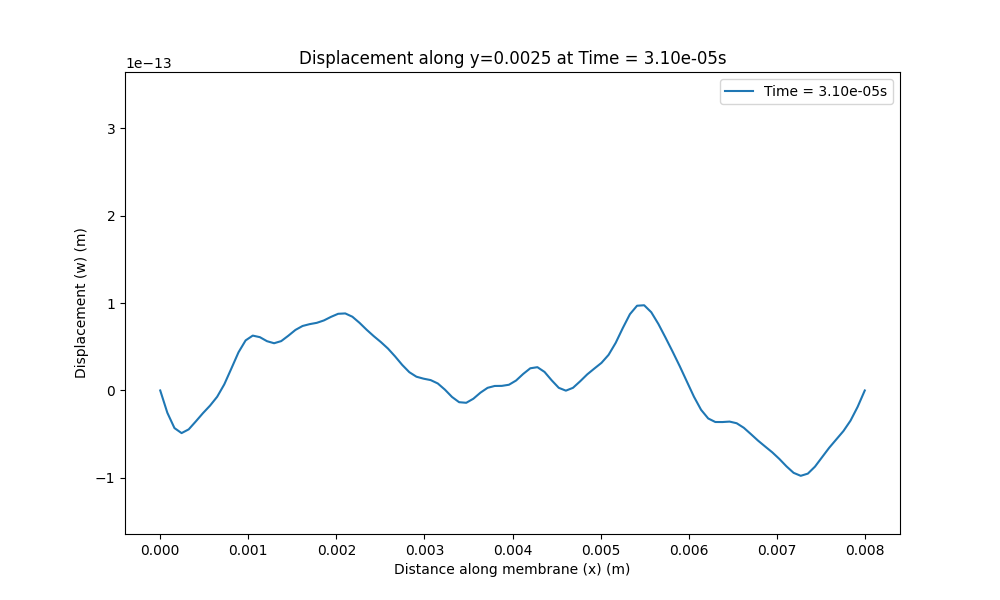 Displacement along y=0.0025 at Time = 3.10e-05s
1e−13
Time = 3.10e-05s
3
2
1
0
−1
Displacement (w) (m)
0.000 0.001 0.002 0.003 0.004 0.005 0.006 0.007 0.008
Distance along membrane (x) (m)